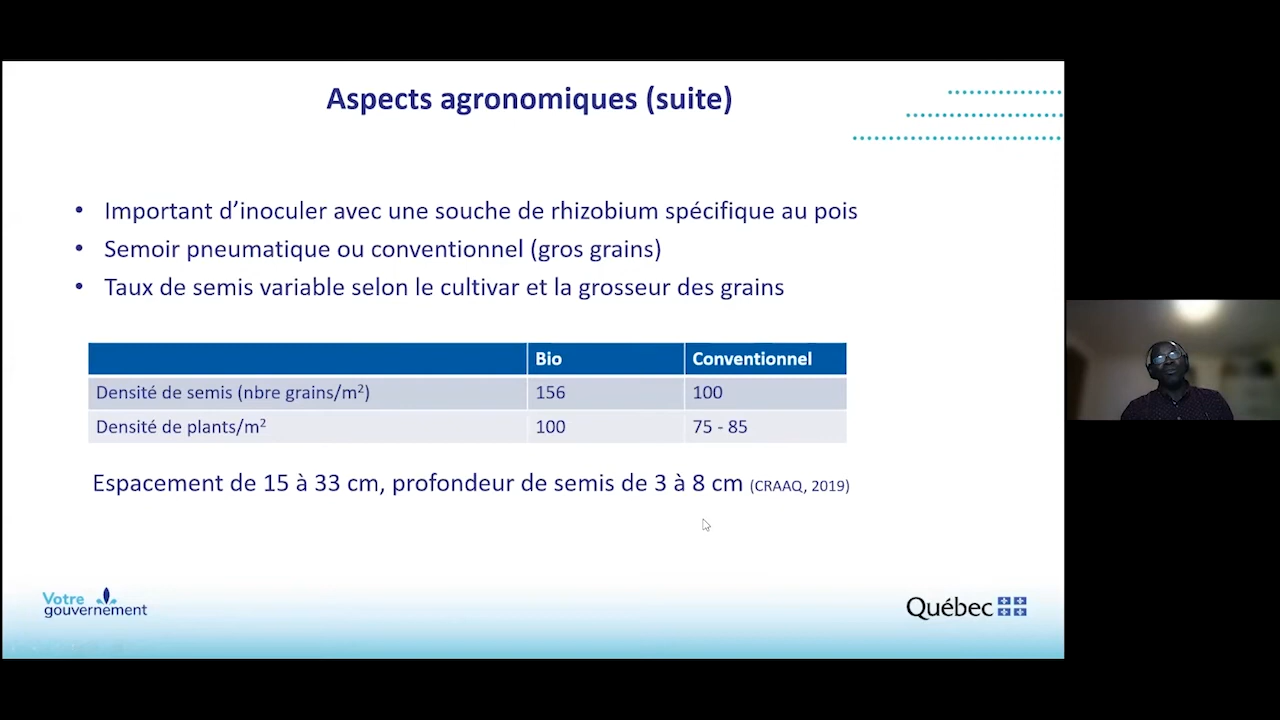 Aspects agronomiques (suite)
• Important d’inoculer avec une souche de rhizobium spécifique au pois
• Semoir pneumatique ou conventionnel (gros grains)
• Taux de semis variable selon le cultivar et la grosseur des grains
Bio Conventionnel
Densité de semis (nbre grains/m²) 156 100
Densité de plants/m² 100 75 - 85
Espacement de 15 à 33 cm, profondeur de semis de 3 à 8 cm (CRAAQ, 2019)
Votre
gouvernement
Québec